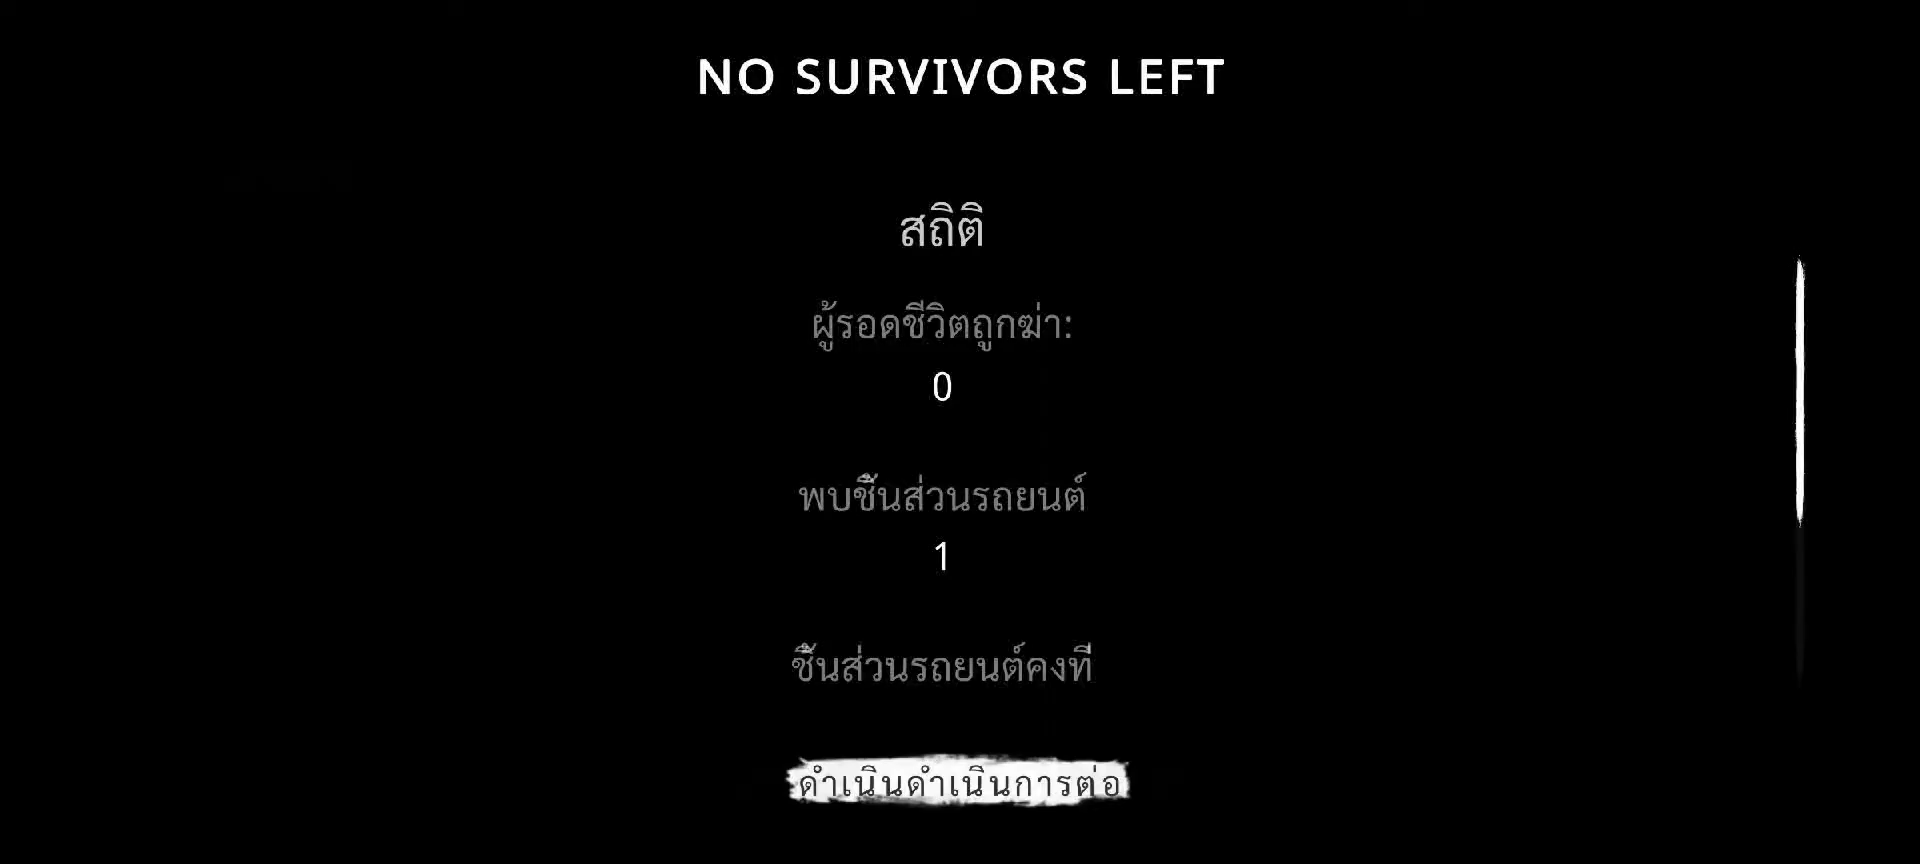 NO SURVIVORS LEFT
สถิติ
ผู้รอดชีวิตถูกฆ่า:
0
พบชิ้นส่วนรถยนต์
1
ชิ้นส่วนรถยนต์คงที่
ดำเนินดำเนินการต่อ